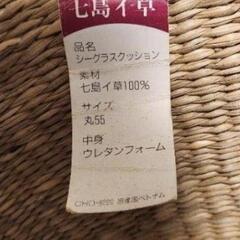 七島イ草
品名
シーグラスクッション
素材
七島イ草100%
サイズ
丸55
中身
ウレタンフォーム
原産国ベトナム